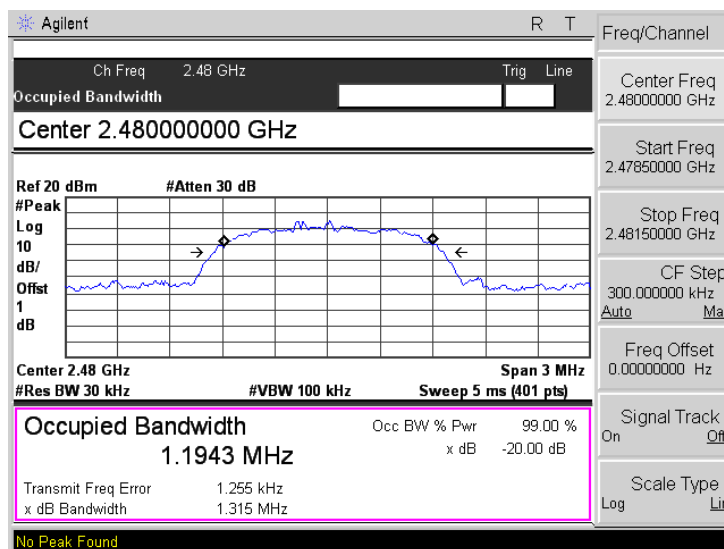 Agilent R T
Ch Freq 2.48 GHz Trig Line
Occupied Bandwidth
Center 2.480000000 GHz
Ref 20 dBm #Atten 30 dB
#Peak
Log
10
dB/
Offst
1
dB
Center 2.48 GHz Span 3 MHz
#Res BW 30 kHz #VBW 100 kHz Sweep 5 ms (401 pts)
Occupied Bandwidth Occ BW % Pwr 99.00 %
1.1943 MHz x dB -20.00 dB
Transmit Freq Error 1.255 kHz
x dB Bandwidth 1.315 MHz
No Peak Found
Freq/Channel
Center Freq
2.48000000 GHz
Start Freq
2.47850000 GHz
Stop Freq
2.48150000 GHz
CF Step
300.000000 kHz
Auto Ma
Freq Offset
0.00000000 Hz
Signal Track
On Off
Scale Type
Log Li